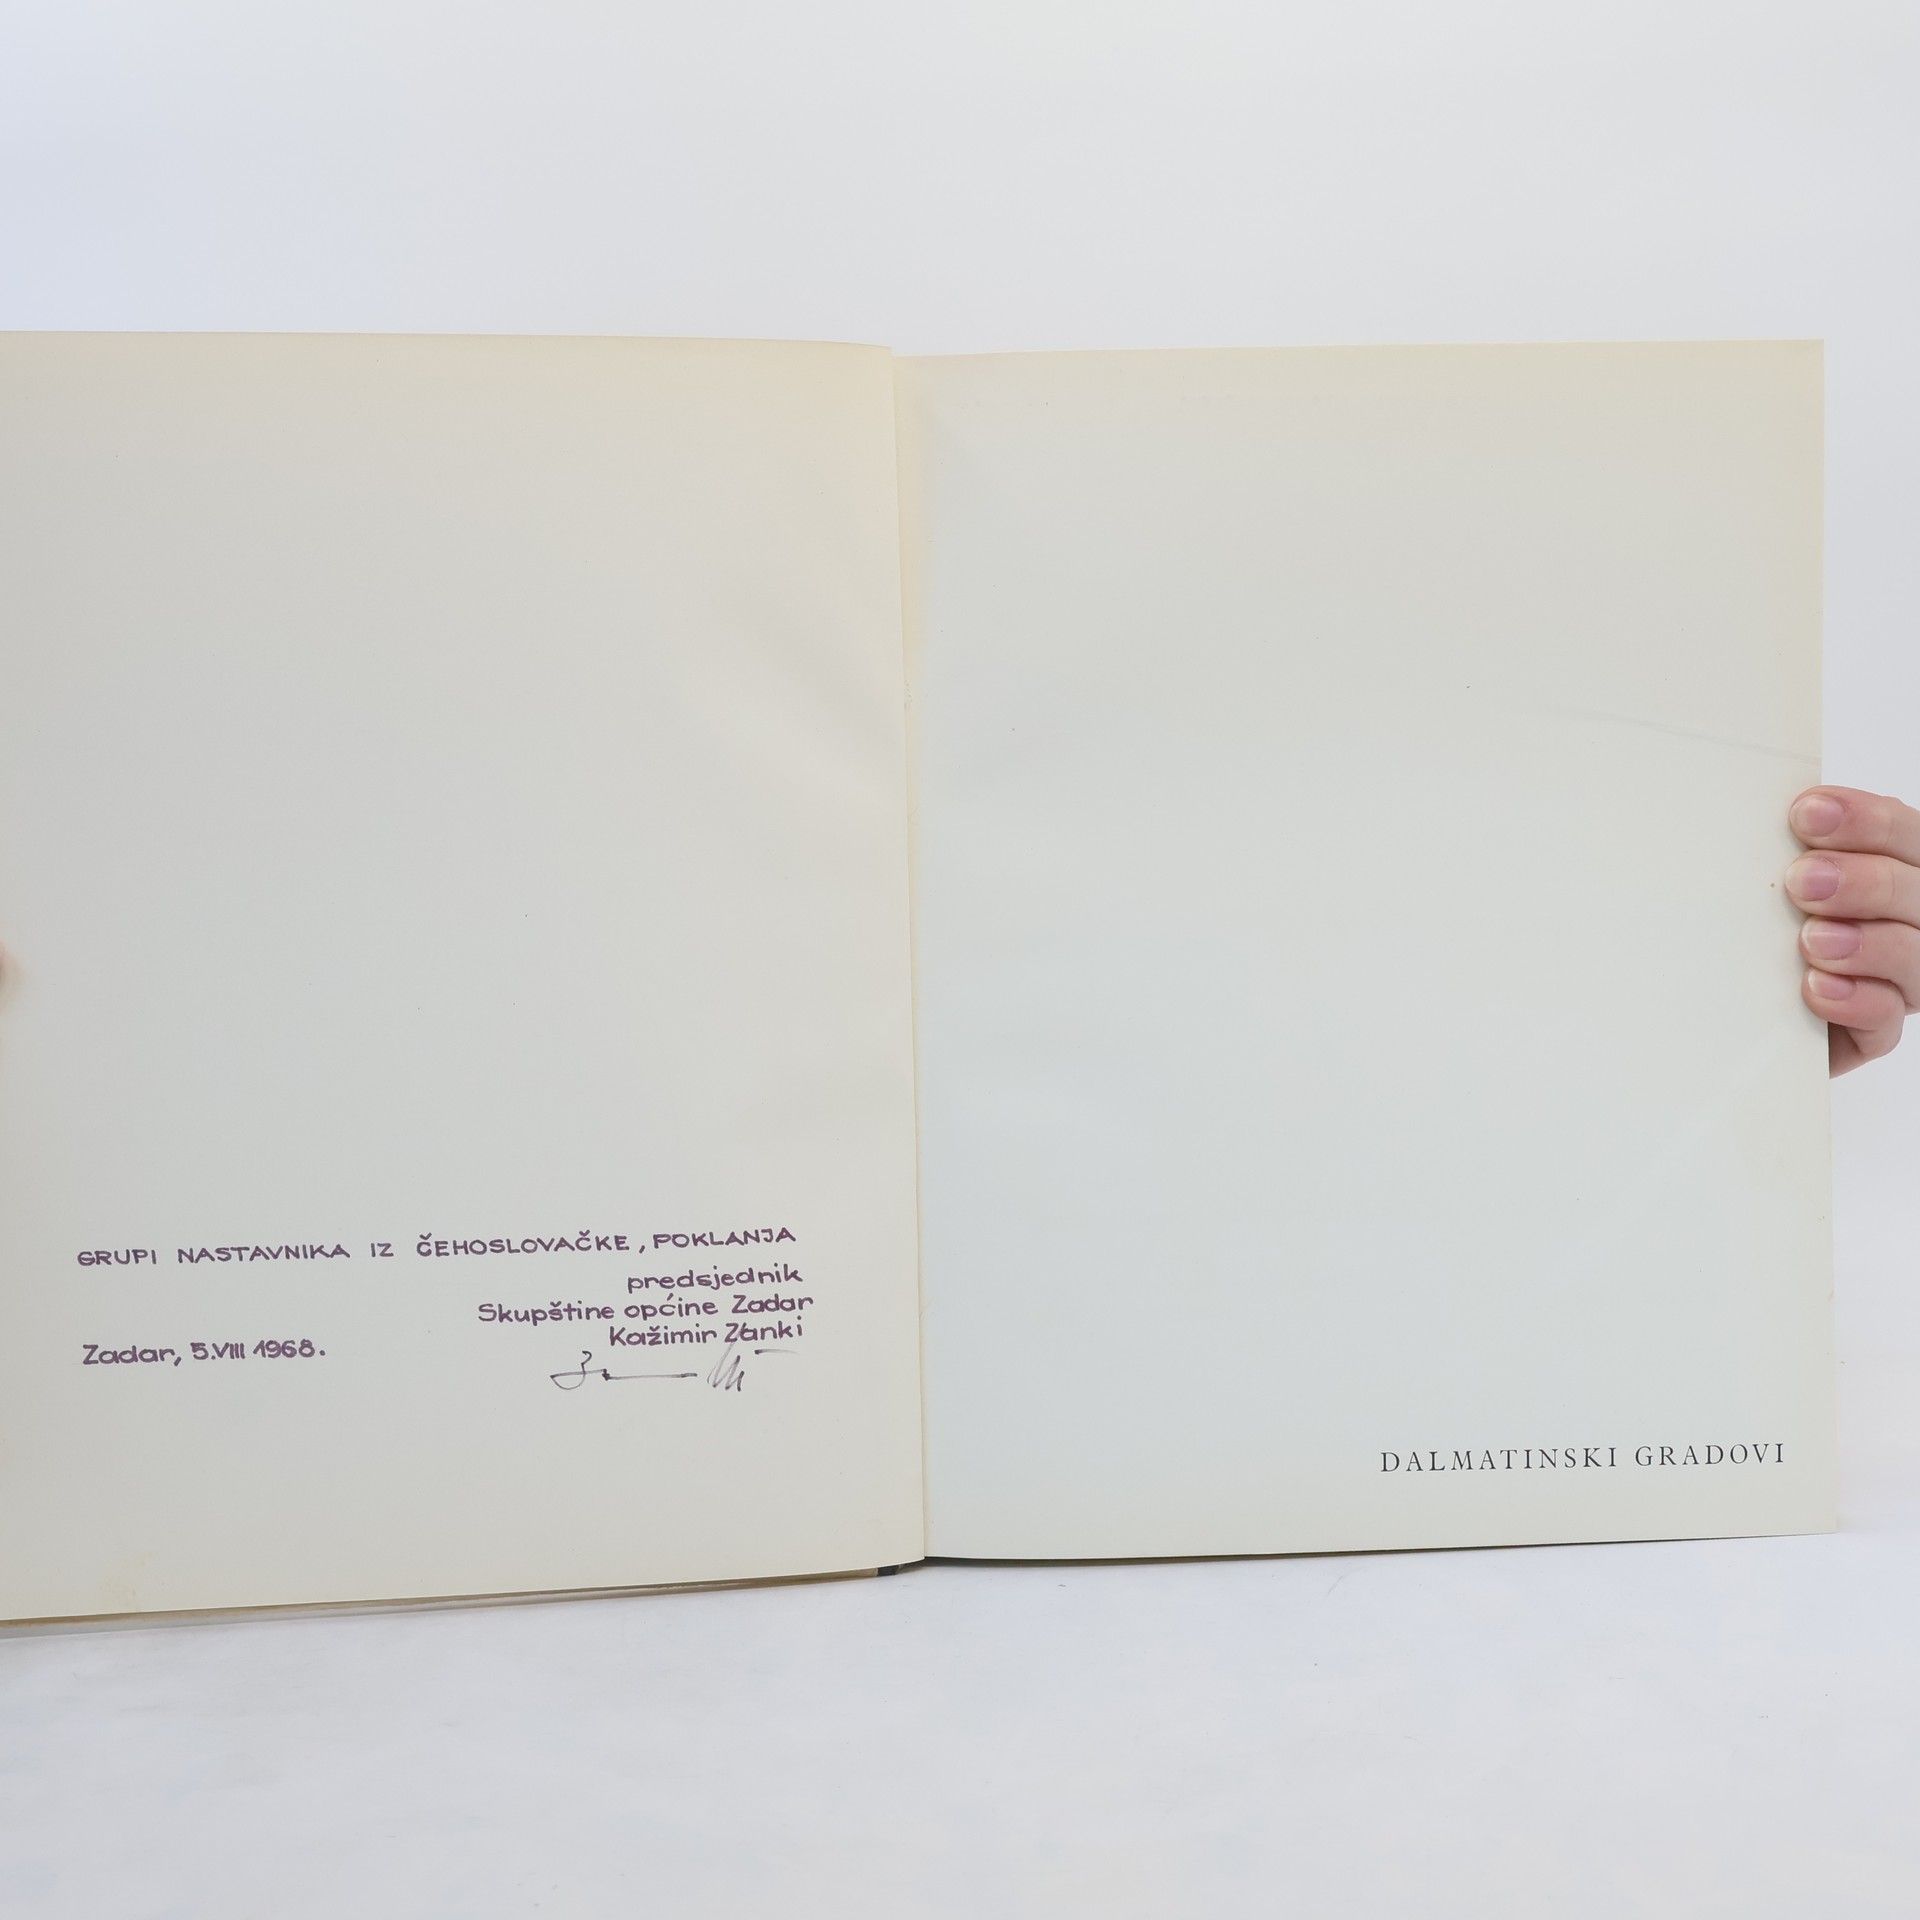 GRUPI NASTAVNIKA IZ ČEHOSLOVAČKE, POKLANJA
predsjednik
Skupštine općine Zadar
Kažimir Zanki
Zadar, 5.VIII 1968.
DALMATINSKI GRADOVI